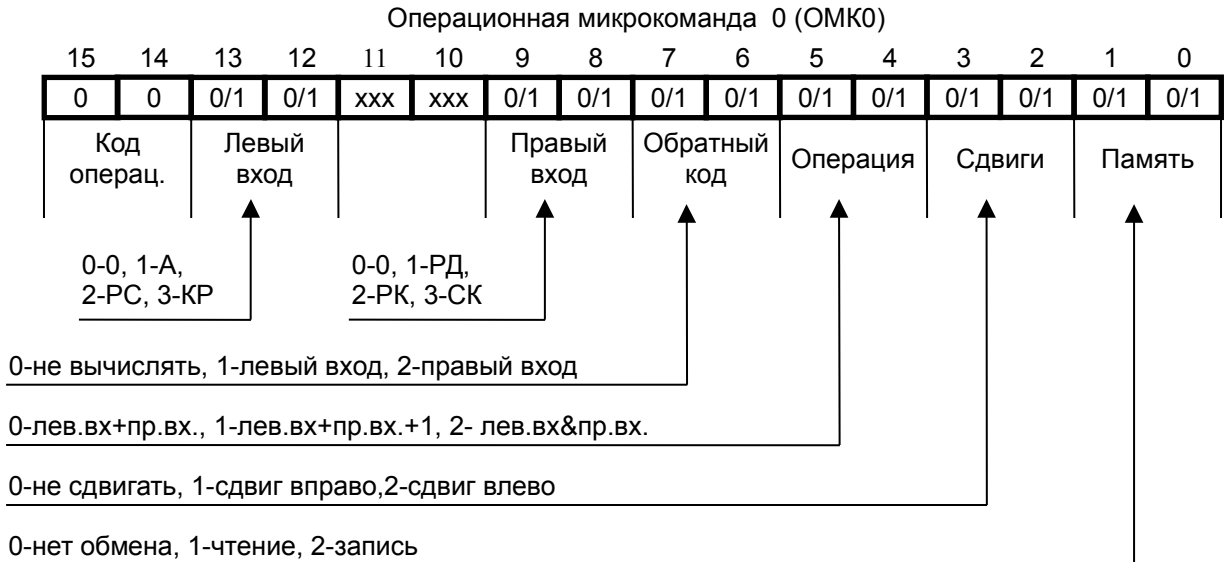 Операционная микрокоманда 0 (ОМК0)
15 14 13 12 11 10 9 8 7 6 5 4 3 2 1 0
0 0 0/1 0/1 xxx xxx 0/1 0/1 0/1 0/1 0/1 0/1 0/1 0/1 0/1 0/1
Код операц.
Левый вход
Правый вход
Обратный код
Операция
Сдвиги
Память
0-0, 1-А,
2-РС, 3-КР
0-0, 1-РД,
2-РК, 3-СК
0-не вычислять, 1-левый вход, 2-правый вход
0-лев.вх+пр.вх., 1-лев.вх+пр.вх.+1, 2- лев.вх&пр.вх.
0-не сдвигать, 1-сдвиг вправо,2-сдвиг влево
0-нет обмена, 1-чтение, 2-запись